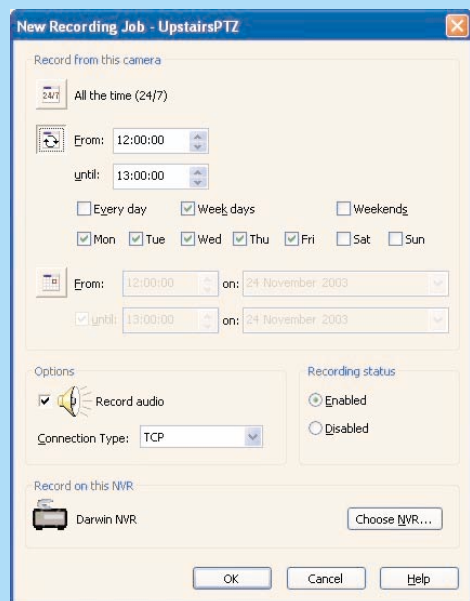 New Recording Job - UpstairsPTZ
Record from this camera
24/7 All the time (24/7)
From: 12:00:00
until: 13:00:00
Every day Week days Weekends
Mon Tue Wed Thu Fri Sat Sun
From: 12:00:00 on: 24 November 2003
until: 13:00:00 on: 24 November 2003
Options
Record audio
Connection Type: TCP
Recording status
Enabled
Disabled
Record on this NVR
Darwin NVR Choose NVR...
OK Cancel Help